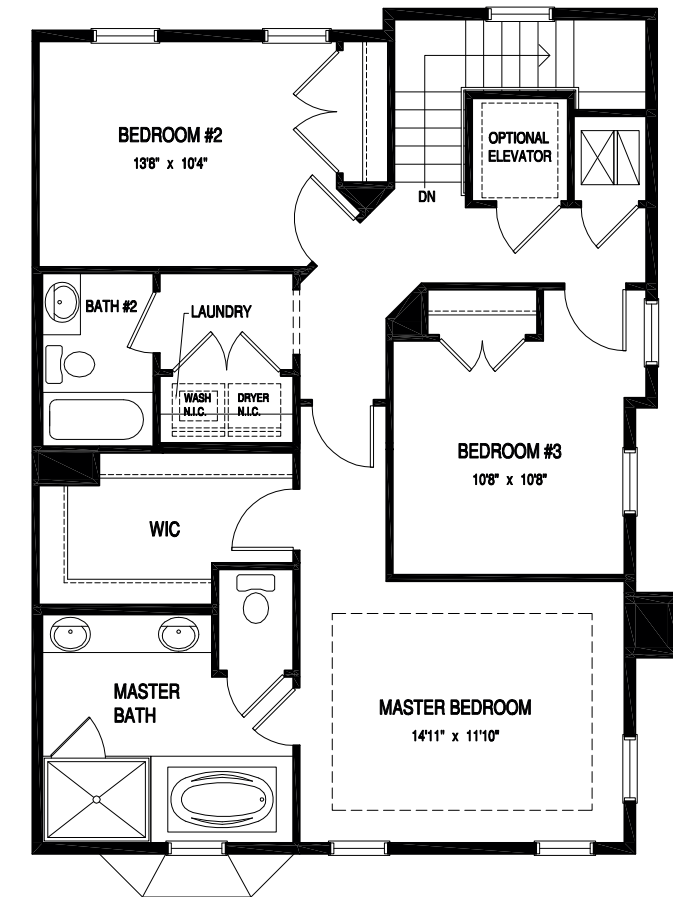 BEDROOM #2
13'8" x 10'4"
OPTIONAL
ELEVATOR
DN
BATH #2
LAUNDRY
WASH
N.I.C.
DRYER
N.I.C.
BEDROOM #3
10'8" x 10'8"
WIC
MASTER
BATH
MASTER BEDROOM
14'11" x 11'10"